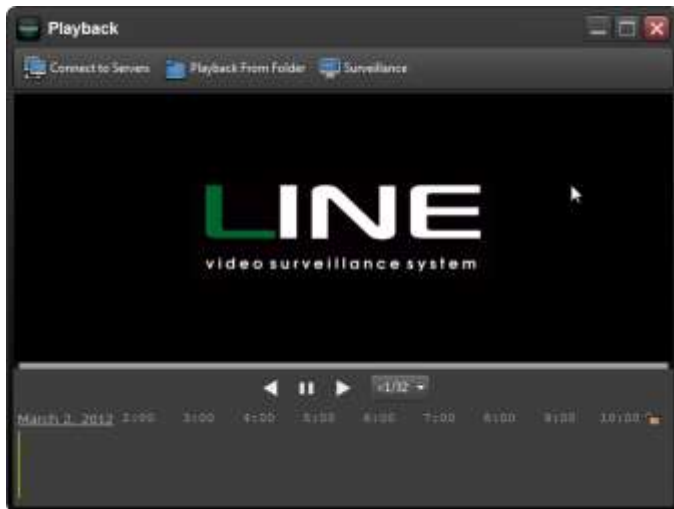 Playback
Connect to Servers Playback From Folder Surveillance
LINE
video surveillance system
x1/32
March 2, 2012 2:00 3:00 4:00 5:00 6:00 7:00 8:00 9:00 10:00